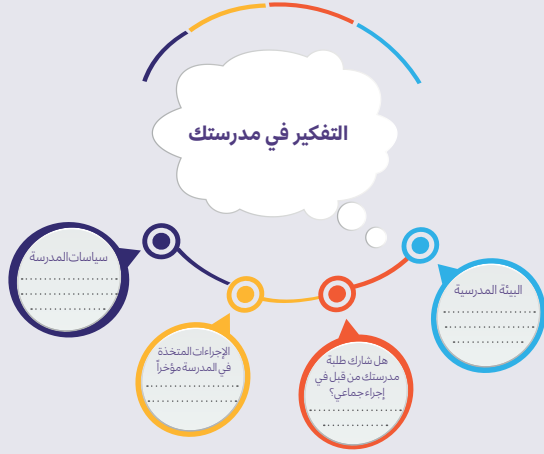 التفكير في مدرستك
البيئة المدرسية
هل شارك طلبة
مدرستك من قبل في
إجراء جماعي؟
الإجراءات المتخذة
في المدرسة مؤخراً
سياسات المدرسة